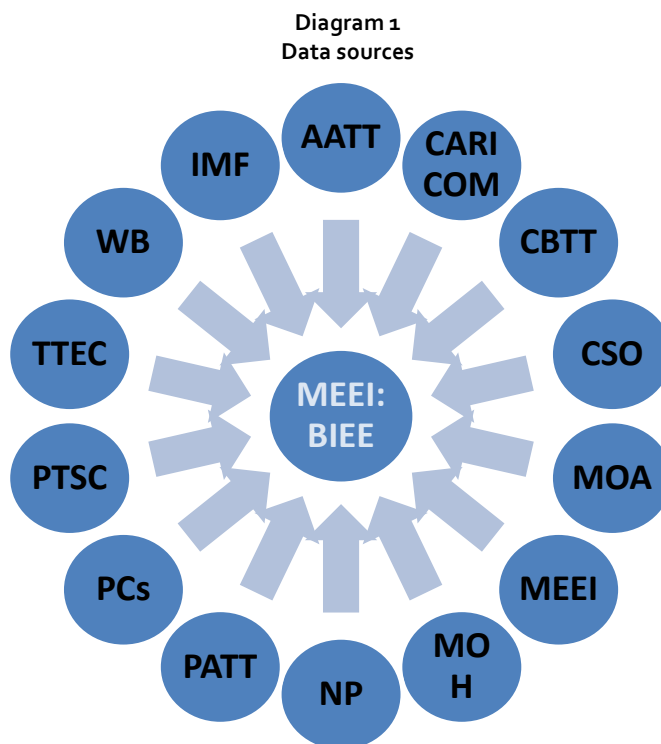 Diagram 1
Data sources
AATT
CARI
COM
CBTT
CSO
MOA
MEEI
MO
H
NP
PATT
PCs
PTSC
TTEC
WB
IMF
MEEI:
BIEE